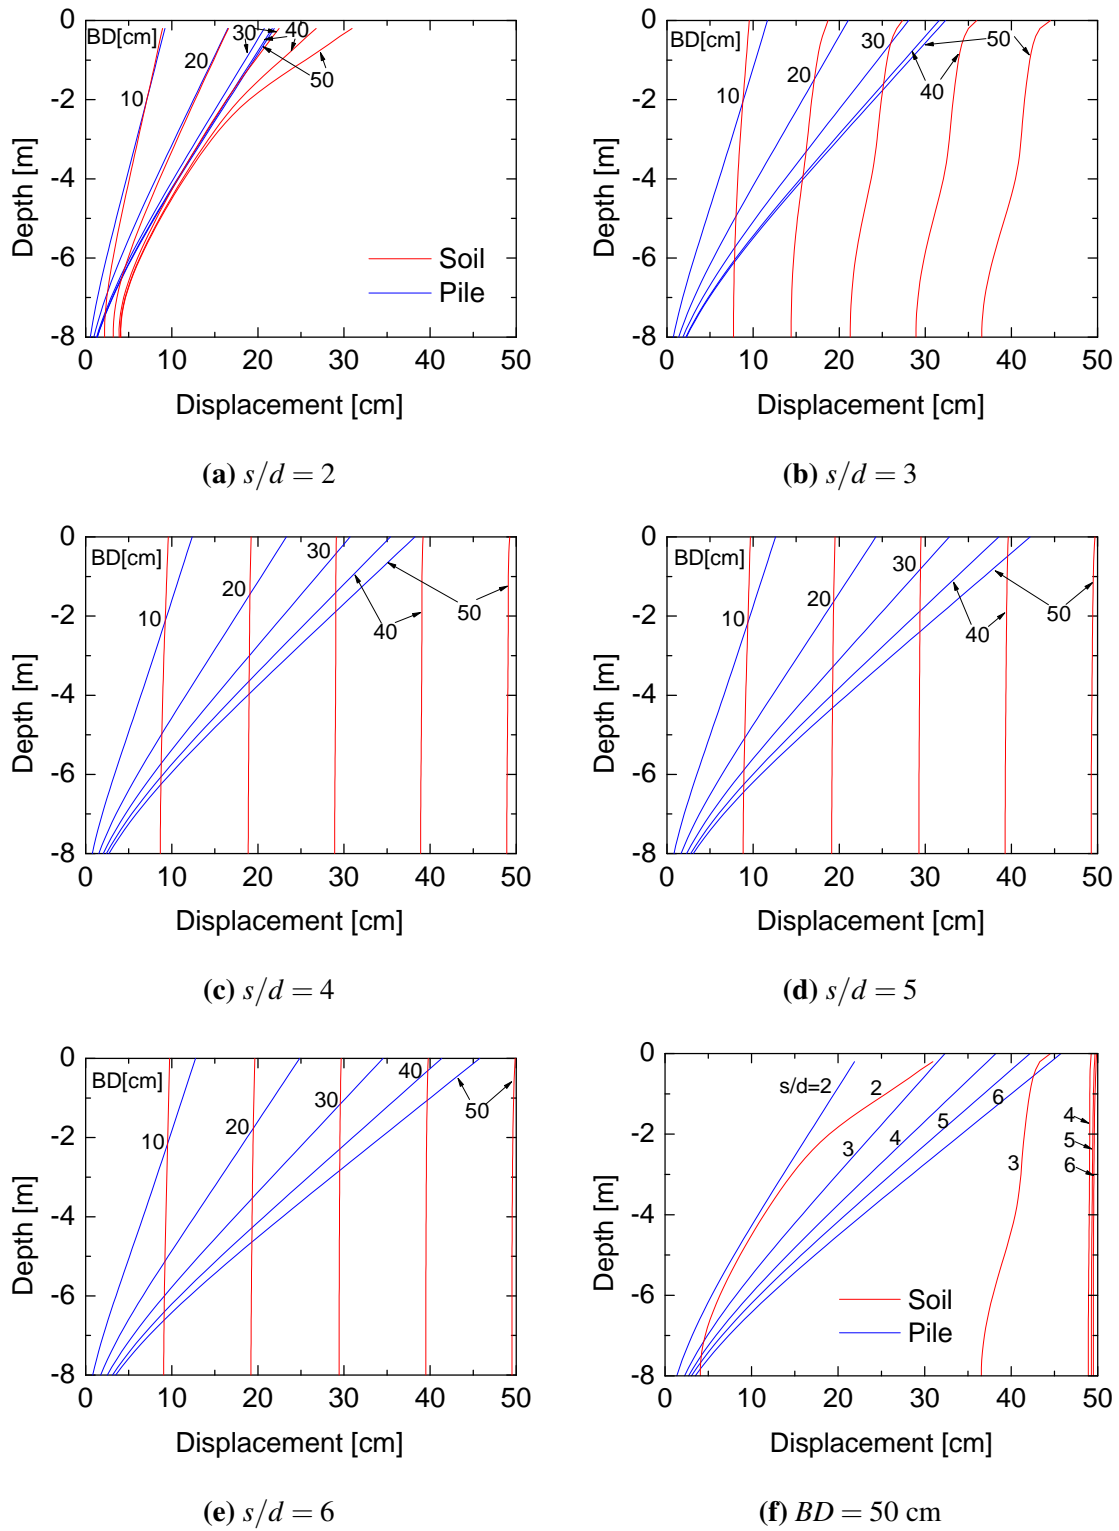 BD[cm]
30
40
20
50
10
Soil
Pile
0
-2
-4
-6
-8
Depth [m]
0 10 20 30 40 50
Displacement [cm]
(a) s/d = 2
BD[cm]
10
20
30
40
50
0
-2
-4
-6
-8
Depth [m]
0 10 20 30 40 50
Displacement [cm]
(b) s/d = 3
BD[cm]
10
20
30
40
50
0
-2
-4
-6
-8
Depth [m]
0 10 20 30 40 50
Displacement [cm]
(c) s/d = 4
BD[cm]
10
20
30
40
50
0
-2
-4
-6
-8
Depth [m]
0 10 20 30 40 50
Displacement [cm]
(d) s/d = 5
BD[cm]
10
20
30
40
50
0
-2
-4
-6
-8
Depth [m]
0 10 20 30 40 50
Displacement [cm]
(e) s/d = 6
s/d=2
2
3
4
5
6
3
4
5
6
Soil
Pile
0
-2
-4
-6
-8
Depth [m]
0 10 20 30 40 50
Displacement [cm]
(f) BD = 50 cm